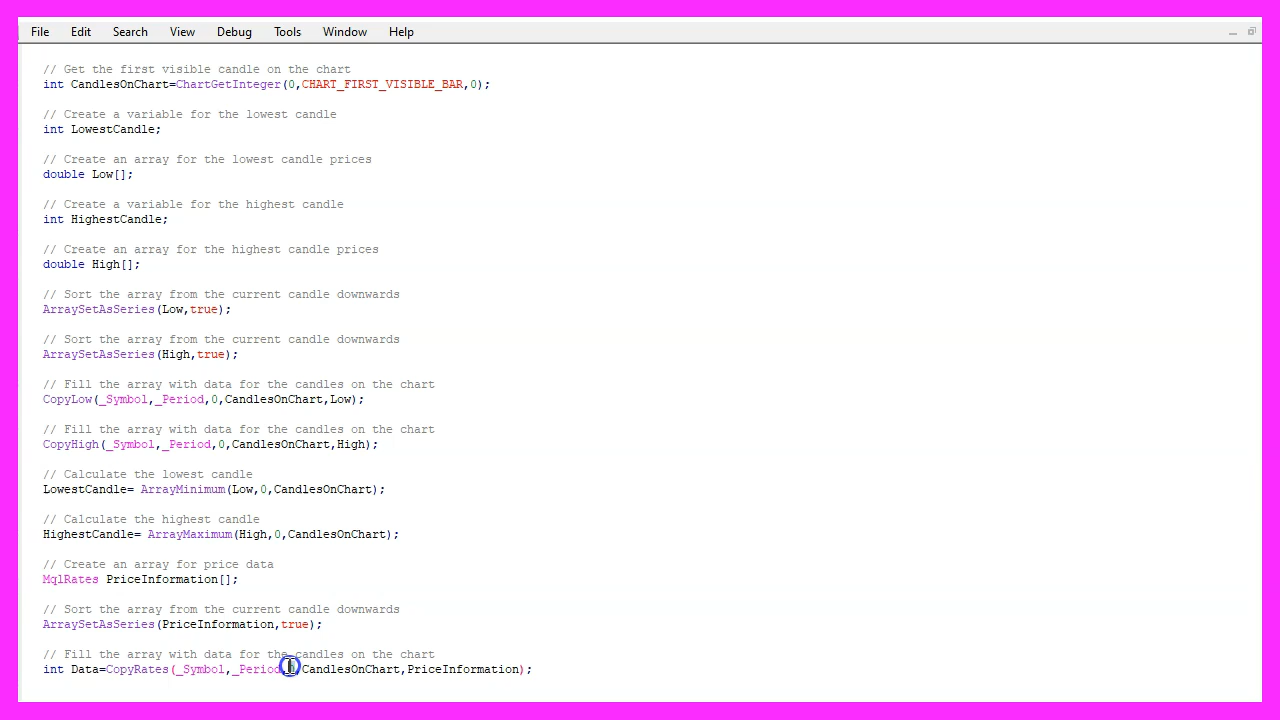 File Edit Search View Debug Tools Window Help
// Get the first visible candle on the chart
int CandlesOnChart=ChartGetInteger(0,CHART_FIRST_VISIBLE_BAR,0);
// Create a variable for the lowest candle
int LowestCandle;
// Create an array for the lowest candle prices
double Low[];
// Create a variable for the highest candle
int HighestCandle;
// Create an array for the highest candle prices
double High[];
// Sort the array from the current candle downwards
ArraySetAsSeries(Low,true);
// Sort the array from the current candle downwards
ArraySetAsSeries(High,true);
// Fill the array with data for the candles on the chart
CopyLow(_Symbol,_Period,0,CandlesOnChart,Low);
// Fill the array with data for the candles on the chart
CopyHigh(_Symbol,_Period,0,CandlesOnChart,High);
// Calculate the lowest candle
LowestCandle= ArrayMinimum(Low,0,CandlesOnChart);
// Calculate the highest candle
HighestCandle= ArrayMaximum(High,0,CandlesOnChart);
// Create an array for price data
MqlRates PriceInformation[];
// Sort the array from the current candle downwards
ArraySetAsSeries(PriceInformation,true);
// Fill the array with data for the candles on the chart
int Data=CopyRates(_Symbol,_Period,0,CandlesOnChart,PriceInformation);